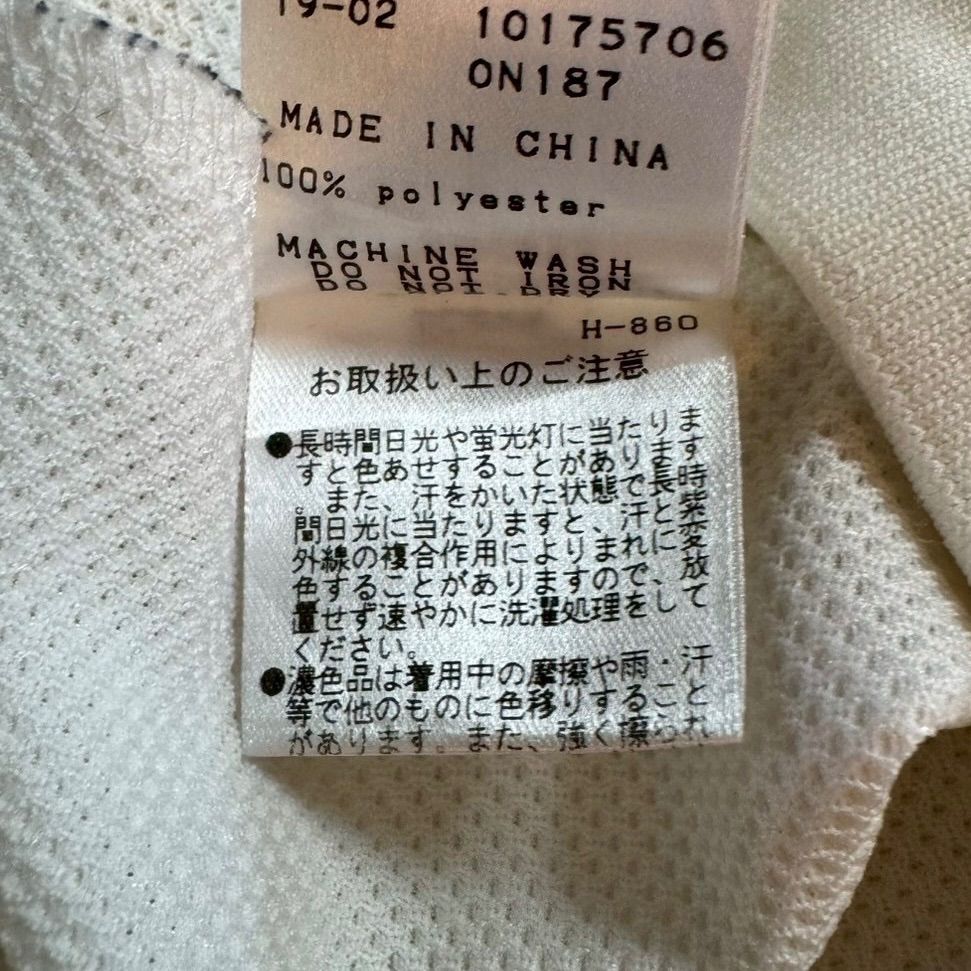 19-02 10175706
0N187
MADE IN CHINA
100% polyester
MACHINE WASH
DO NOT IRON
DO NOT DRY
H-860
お取扱い上のご注意
●長時間日光や蛍光灯に当たりま
すと色あせすることがあります
。また、汗をかいた状態で長時
間日光に当たりますと、汗と紫
外線の複合作用によりまれに変
色することがありますので、放
置せず速やかに洗濯処理をして
ください。
●濃色品は着用中の摩擦や雨・汗
等で他のものに色移りすること
があります。また、強く擦られ